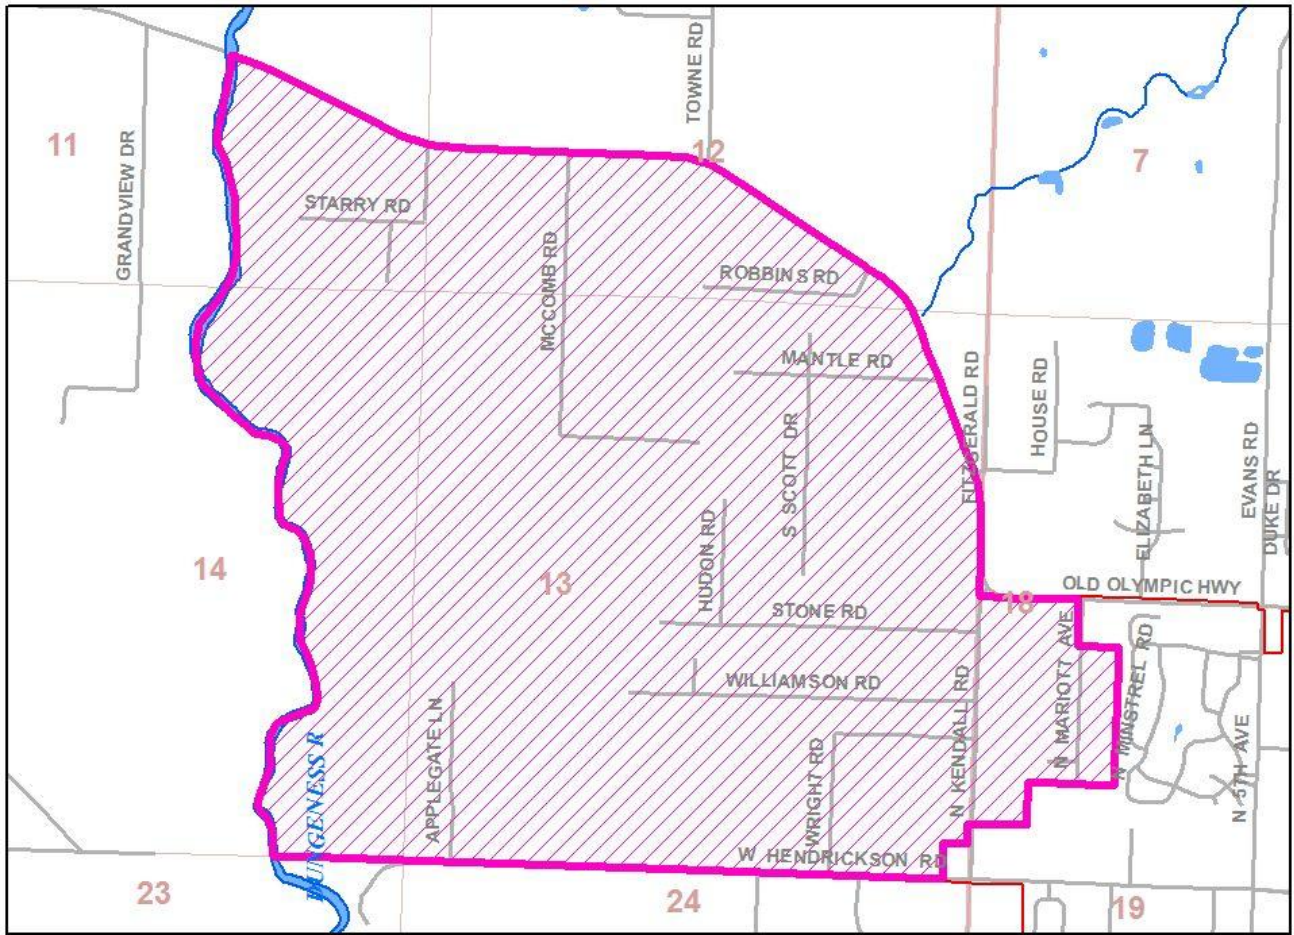 TOWNE RD
11
GRANDVIEW DR
12
7
STARRY RD
MCCOMB RD
ROBBINS RD
MANTLE RD
FITZGERALD RD
HOUSE RD
S SCOTT DR
ELIZABETH LN
EVANS RD
DUKE DR
HUDON RD
14
13
OLD OLYMPIC HWY
18
STONE RD
N MARIOTT AVE
N MINSTREL RD
WILLIAMSON RD
N KENDALL RD
APPLEGATE LN
WRIGHT RD
N 5TH AVE
DUNGENESS R
W HENDRICKSON RD
23
24
19